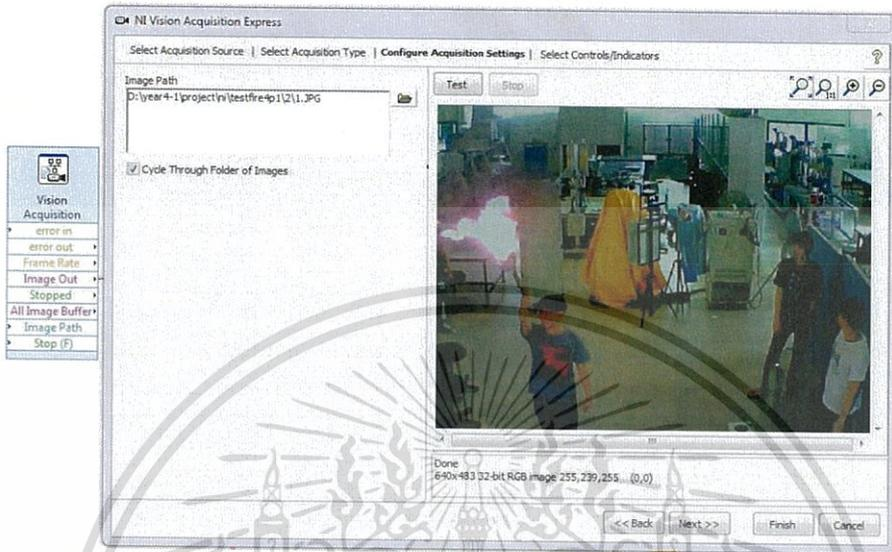 NI Vision Acquisition Express
Select Acquisition Source | Select Acquisition Type | Configure Acquisition Settings | Select Controls/Indicators
Image Path
D:\year4-1\project\ni\testfire4p1\2\1.JPG
Cycle Through Folder of Images
Test Stop
1:1
Vision
Acquisition
error in
error out
Frame Rate
Image Out
Stopped
All Image Buffer
Image Path
Stop (F)
Done
640x483 32-bit RGB image 255,239,255 (0,0)
<< Back Next >> Finish Cancel